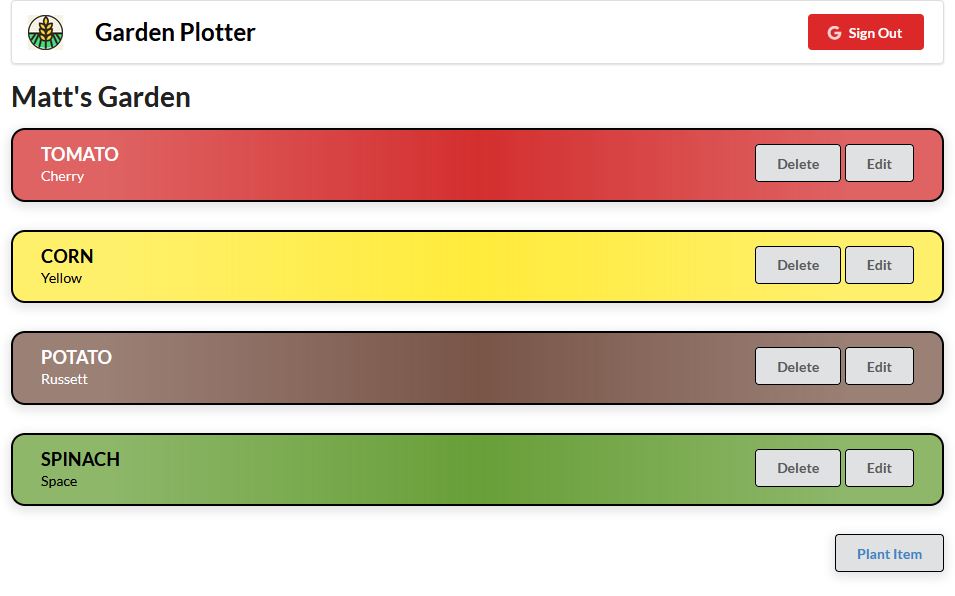 Garden Plotter
Sign Out
Matt's Garden
TOMATO
Cherry
Delete
Edit
CORN
Yellow
Delete
Edit
POTATO
Russett
Delete
Edit
SPINACH
Space
Delete
Edit
Plant Item